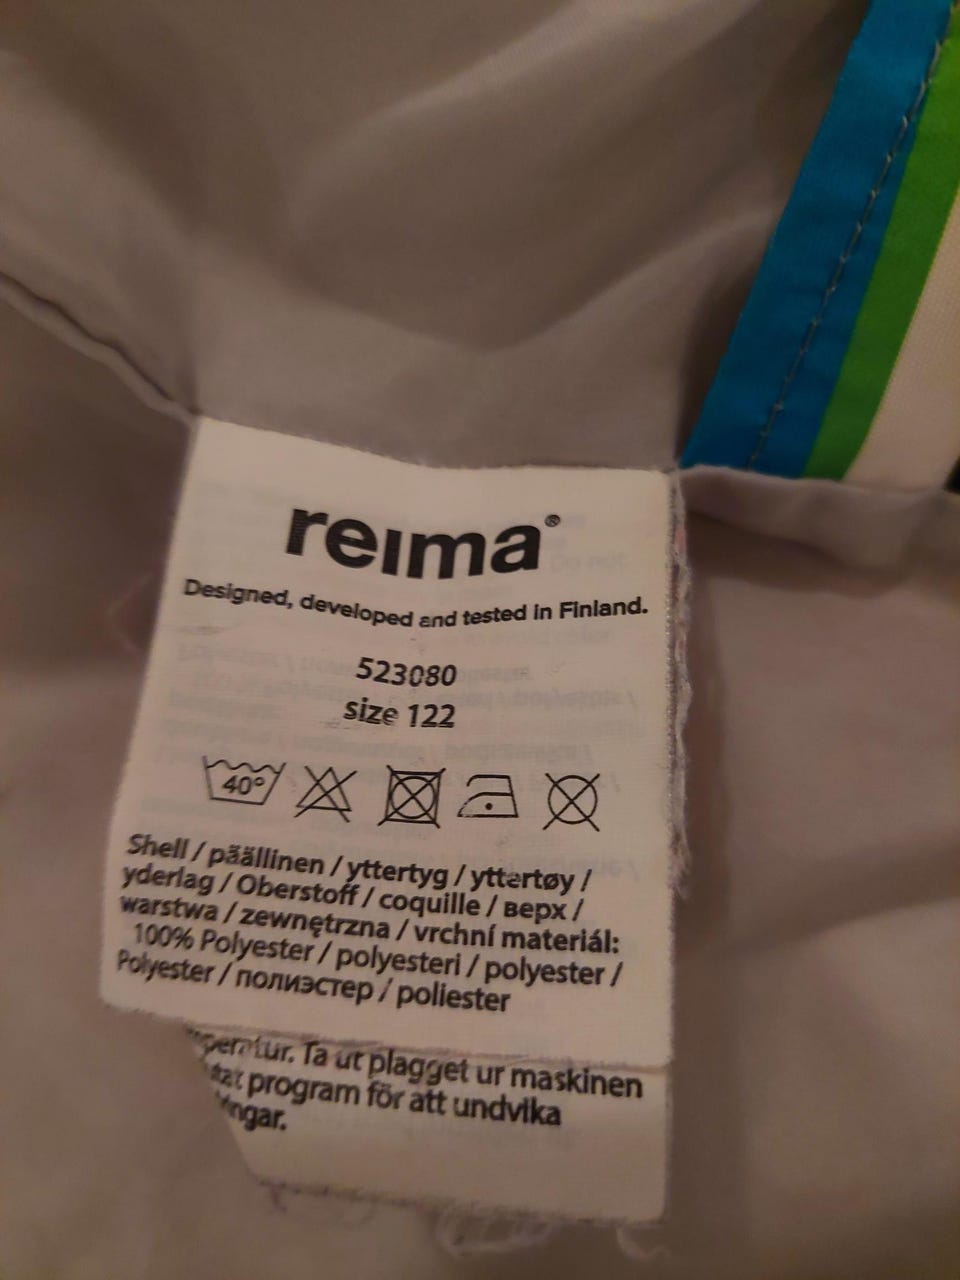 reima®
Designed, developed and tested in Finland.
523080
size 122
40°
Shell / päällinen / yttertyg / yttertøy /
yderlag / Oberstoff / coquille / верх /
warstwa / zewnętrzna / vrchní materiál:
100% Polyester / polyesteri / polyester /
Polyester / полиэстер / poliester
Ta ut plagget ur maskinen
program för att undvika